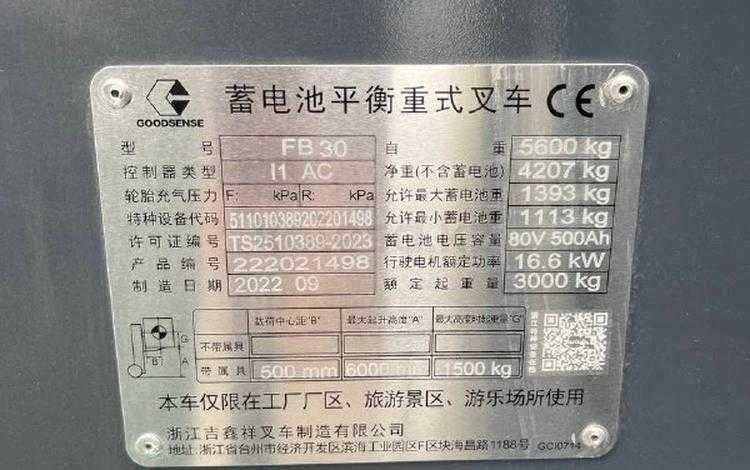 GOODSENSE 蓄电池平衡重式叉车 CE
型号 FB 30 自重 5600 kg
控制器类型 I1 AC 净重(不含蓄电池) 4207 kg
轮胎充气压力 F: kPa R: kPa 允许最大蓄电池重 1393 kg
特种设备代码 511010389202201498 允许最小蓄电池重 1113 kg
许可证编号 TS2510389-2023 蓄电池电压容量 80V 500Ah
产品编号 222021498 行驶电机额定功率 16.6 kW
制造日期 2022 09 额定起重量 3000 kg
载荷中心距"B" 最大起升高度"A" 最大高度时起重量"G"
G
不带属具
"B" A
带属具 500 mm 6000 mm 1500 kg
本车仅限在工厂厂区、旅游景区、游乐场所使用
浙江吉鑫祥叉车制造有限公司
地址:浙江省台州市经济开发区滨海工业园区F区块海昌路1188号 GCI0714